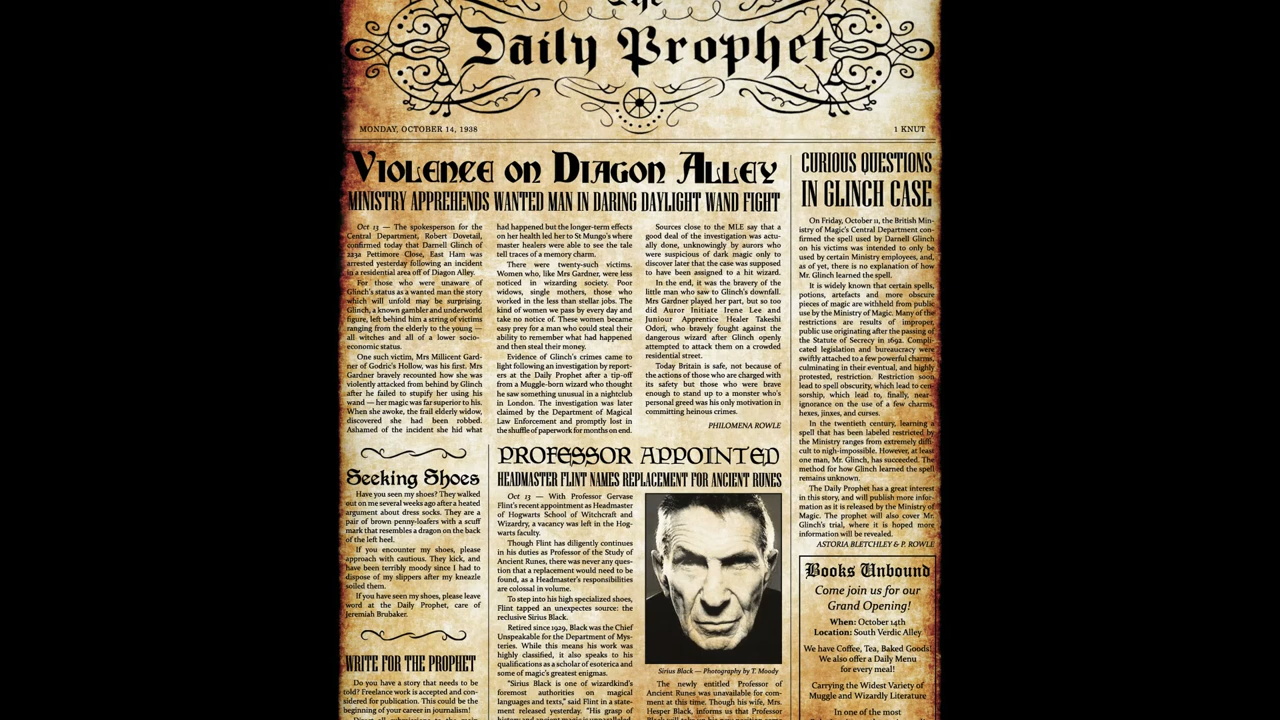 The
Daily Prophet
MONDAY, OCTOBER 14, 1938
1 KNUT
Violence on Diagon Alley
MINISTRY APPREHENDS WANTED MAN IN DARING DAYLIGHT WAND FIGHT
Oct 13 — The spokesperson for the
Central Department, Robert Dovetail,
confirmed today that Darnell Glinch of
223a Pettimore Close, East Ham was
arrested yesterday following an incident
in a residential area off of Diagon Alley.
For those who were unaware of
Glinch's status as a wanted man the story
which will unfold may be surprising.
Glinch, a known gambler and underworld
figure, left behind him a string of victims
ranging from the elderly to the young —
all witches and all of a lower socio-
economic status.
One such victim, Mrs Millicent Gard-
ner of Godric's Hollow, was his first. Mrs
Gardner bravely recounted how she was
violently attacked from behind by Glinch
after he failed to stupify her using his
wand — her magic was far superior to his.
When she awoke, the frail elderly widow,
discovered she had been robbed.
Ashamed of the incident she hid what
had happened but the longer-term effects
on her health led her to St Mungo's where
master healers were able to see the tale
tell traces of a memory charm.
There were twenty-such victims.
Women who, like Mrs Gardner, were less
noticed in wizarding society. Poor
widows, single mothers, those who
worked in the less than stellar jobs. The
kind of women we pass by every day and
take no notice of. These women became
easy prey for a man who could steal their
ability to remember what had happened
and then steal their money.
Evidence of Glinch's crimes came to
light following an investigation by report-
ers at the Daily Prophet after a tip-off
from a Muggle-born wizard who thought
he saw something unusual in a nightclub
in London. The investigation was later
claimed by the Department of Magical
Law Enforcement and promptly lost in
the shuffle of paperwork for months on end.
Sources close to the MLE say that a
good deal of the investigation was actu-
ally done, unknowingly by aurors who
were suspicious of dark magic only to
discover later that the case was supposed
to have been assigned to a hit wizard.
In the end, it was the bravery of the
little man who saw to Glinch's downfall.
Mrs Gardner played her part, but so too
did Auror Initiate Irene Lee and
Juniour Apprentice Healer Takeshi
Odori, who bravely fought against the
dangerous wizard after Glinch openly
attempted to attack them on a crowded
residential street.
Today Britain is safe, not because of
the actions of those who are charged with
its safety but those who were brave
enough to stand up to a monster who's
personal greed was his only motivation in
committing heinous crimes.
PHILOMENA ROWLE
CURIOUS QUESTIONS
IN GLINCH CASE
On Friday, October 11, the British Min-
istry of Magic's Central Department con-
firmed the spell used by Darnell Glinch
on his victims was intended to only be
used by certain Ministry employees, and,
as of yet, there is no explanation of how
Mr. Glinch learned the spell.
It is widely known that certain spells,
potions, artefacts and more obscure
pieces of magic are withheld from public
use by the Ministry of Magic. Many of the
restrictions are results of improper,
public use originating after the passing of
the Statute of Secrecy in 1692. Compli-
cated legislation and bureaucracy were
swiftly attached to a few powerful charms,
culminating in their eventual, and highly
protested, restriction. Restriction soon
lead to spell obscurity, which lead to cen-
sorship, which lead to, finally, near-
ignorance on the use of a few charms,
hexes, jinxes, and curses.
In the twentieth century, learning a
spell that has been labeled restricted by
the Ministry ranges from extremely diffi-
cult to nigh-impossible. However, at least
one man, Mr. Glinch, has succeeded. The
method for how Glinch learned the spell
remains unknown.
The Daily Prophet has a great interest
in this story, and will publish more infor-
mation as it is released by the Ministry of
Magic. The prophet will also cover Mr.
Glinch's trial, where it is hoped more
information will be revealed.
ASTORIA BLETCHLEY & P. ROWLE
Seeking Shoes
Have you seen my shoes? They walked
out on me several weeks ago after a heated
argument about dress socks. They are a
pair of brown penny-loafers with a scuff
mark that resembles a dragon on the back
of the left heel.
If you encounter my shoes, please
approach with cautious. They kick, and
have been terribly moody since I had to
dispose of my slippers after my kneazle
soiled them.
If you have seen my shoes, please leave
word at the Daily Prophet, care of
Jeremiah Brubaker.
WRITE FOR THE PROPHET
Do you have a story that needs to be
told? Freelance work is accepted and con-
sidered for publication. This could be the
beginning of your career in journalism!
Direct all submissions to the main
PROFESSOR APPOINTED
HEADMASTER FLINT NAMES REPLACEMENT FOR ANCIENT RUNES
Oct 13 — With Professor Gervase
Flint's recent appointment as Headmaster
of Hogwarts School of Witchcraft and
Wizardry, a vacancy was left in the Hog-
warts faculty.
Though Flint has diligently continues
in his duties as Professor of the Study of
Ancient Runes, there was never any ques-
tion that a replacement would need to be
found, as a Headmaster's responsibilities
are colossal in volume.
To step into his high specialized shoes,
Flint tapped an unexpectes source: the
reclusive Sirius Black.
Retired since 1929, Black was the Chief
Unspeakable for the Department of Mys-
teries. While this means his work was
highly classified, it also speaks to his
qualifications as a scholar of esoterica and
some of magic's greatest enigmas.
"Sirius Black is one of wizardkind's
foremost authorities on magical
languages and texts," said Flint in a state-
ment released yesterday. "His grasp of
history and ancient magic is unparalleled
Sirius Black — Photography by T. Moody
The newly entitled Professor of
Ancient Runes was unavailable for com-
ment at this time. Though his wife, Mrs.
Hesper Black, informs us that Professor
Books Unbound
Come join us for our
Grand Opening!
When: October 14th
Location: South Verdic Alley
We have Coffee, Tea, Baked Goods!
We also offer a Daily Menu
for every meal!
Carrying the Widest Variety of
Muggle and Wizardly Literature
In one of the most